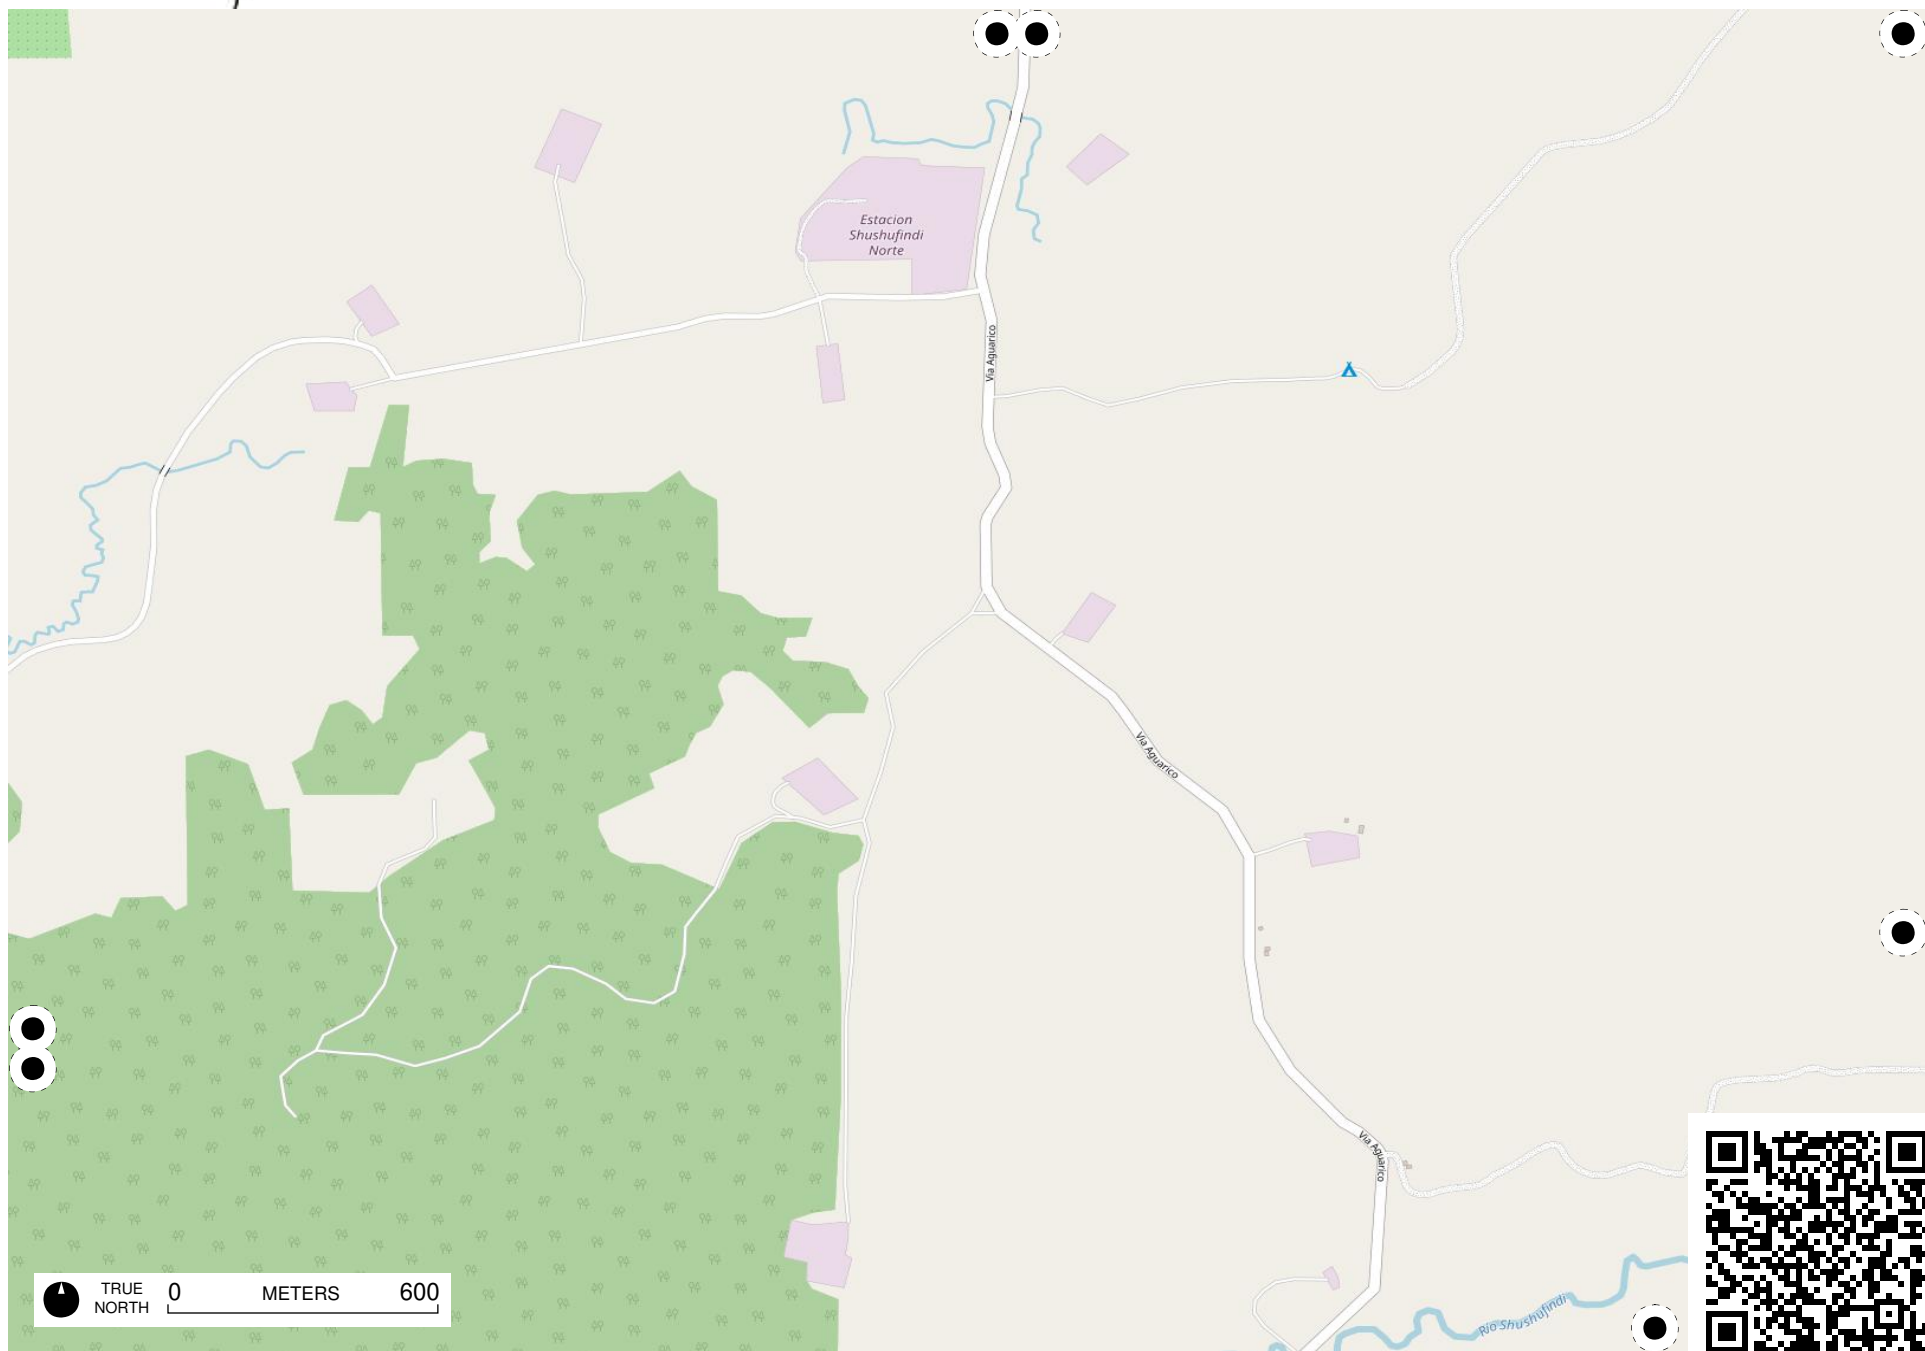 Estacion
Shushufindi
Norte
Via Aguarico
Via Aguarico
Via Aguarico
Rio Shushufindi
TRUE
NORTH
0 METERS 600